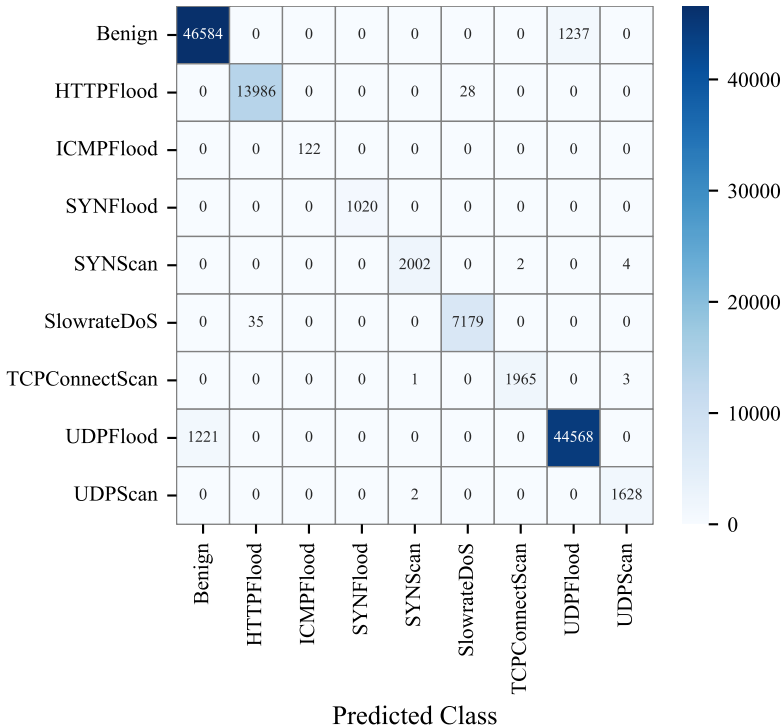 Benign 46584 0 0 0 0 0 0 1237 0
HTTPFlood 0 13986 0 0 0 28 0 0 0
40000
ICMPFlood 0 0 122 0 0 0 0 0 0
30000
SYNFlood 0 0 0 1020 0 0 0 0 0
SYNScan 0 0 0 0 2002 0 2 0 4
20000
SlowrateDoS 0 35 0 0 0 7179 0 0 0
TCPConnectScan 0 0 0 0 1 0 1965 0 3
10000
UDPFlood 1221 0 0 0 0 0 0 44568 0
UDPScan 0 0 0 0 2 0 0 0 1628
0
Benign
HTTPFlood
ICMPFlood
SYNFlood
SYNScan
SlowrateDoS
TCPConnectScan
UDPFlood
UDPScan
Predicted Class